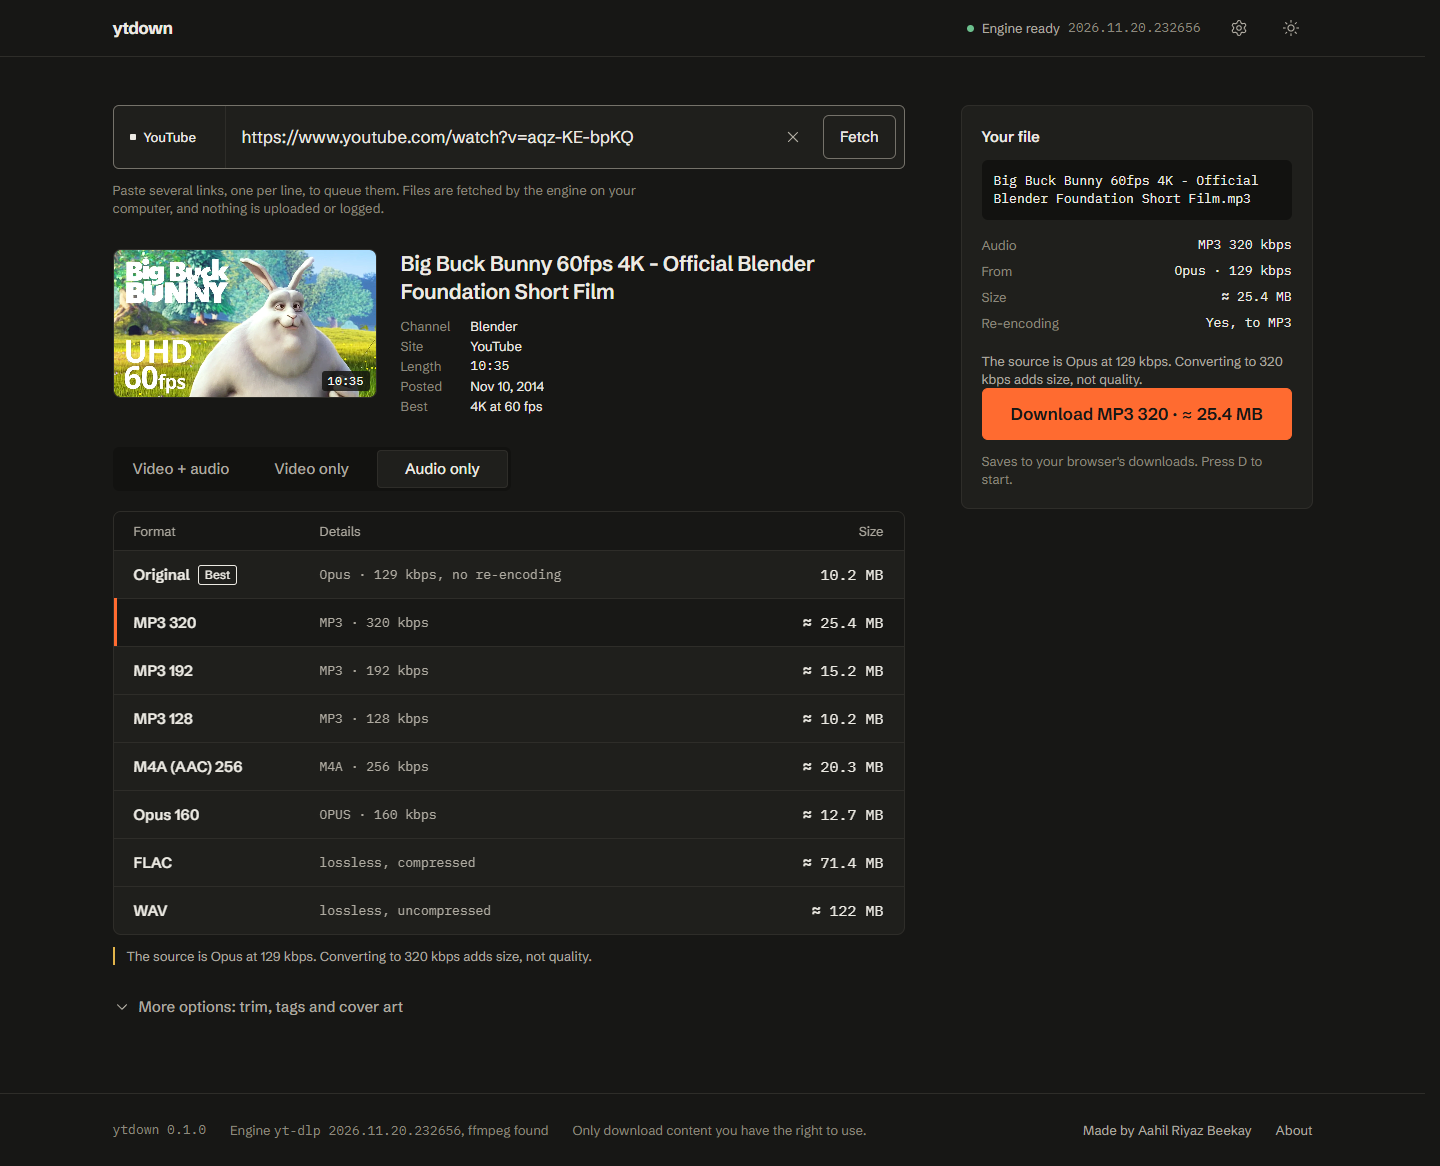 ytdown
Engine ready 2026.11.20.232656
YouTube
https://www.youtube.com/watch?v=aqz-KE-bpKQ
Fetch
Paste several links, one per line, to queue them. Files are fetched by the engine on your
computer, and nothing is uploaded or logged.
Big Buck
BUNNY
UHD
60fps
10:35
Big Buck Bunny 60fps 4K - Official Blender
Foundation Short Film
Channel Blender
Site YouTube
Length 10:35
Posted Nov 10, 2014
Best 4K at 60 fps
Video + audio
Video only
Audio only
Format Details Size
Original Best Opus · 129 kbps, no re-encoding 10.2 MB
MP3 320 MP3 · 320 kbps ≈ 25.4 MB
MP3 192 MP3 · 192 kbps ≈ 15.2 MB
MP3 128 MP3 · 128 kbps ≈ 10.2 MB
M4A (AAC) 256 M4A · 256 kbps ≈ 20.3 MB
Opus 160 OPUS · 160 kbps ≈ 12.7 MB
FLAC lossless, compressed ≈ 71.4 MB
WAV lossless, uncompressed ≈ 122 MB
The source is Opus at 129 kbps. Converting to 320 kbps adds size, not quality.
More options: trim, tags and cover art
Your file
Big Buck Bunny 60fps 4K - Official
Blender Foundation Short Film.mp3
Audio MP3 320 kbps
From Opus · 129 kbps
Size ≈ 25.4 MB
Re-encoding Yes, to MP3
The source is Opus at 129 kbps. Converting to 320
kbps adds size, not quality.
Download MP3 320 · ≈ 25.4 MB
Saves to your browser's downloads. Press D to
start.
ytdown 0.1.0
Engine yt-dlp 2026.11.20.232656, ffmpeg found
Only download content you have the right to use.
Made by Aahil Riyaz Beekay
About